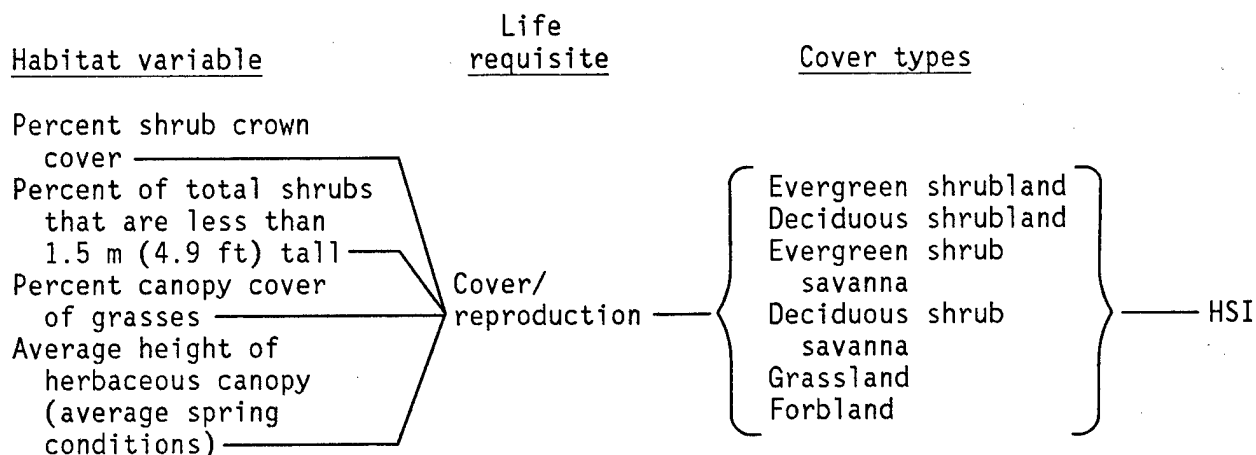 Life
Habitat variable requisite Cover types
Percent shrub crown
cover
Percent of total shrubs
that are less than
1.5 m (4.9 ft) tall
Percent canopy cover
of grasses
Average height of
herbaceous canopy
(average spring
conditions)
Cover/
reproduction
Evergreen shrubland
Deciduous shrubland
Evergreen shrub
savanna
Deciduous shrub
savanna
Grassland
Forbland
HSI